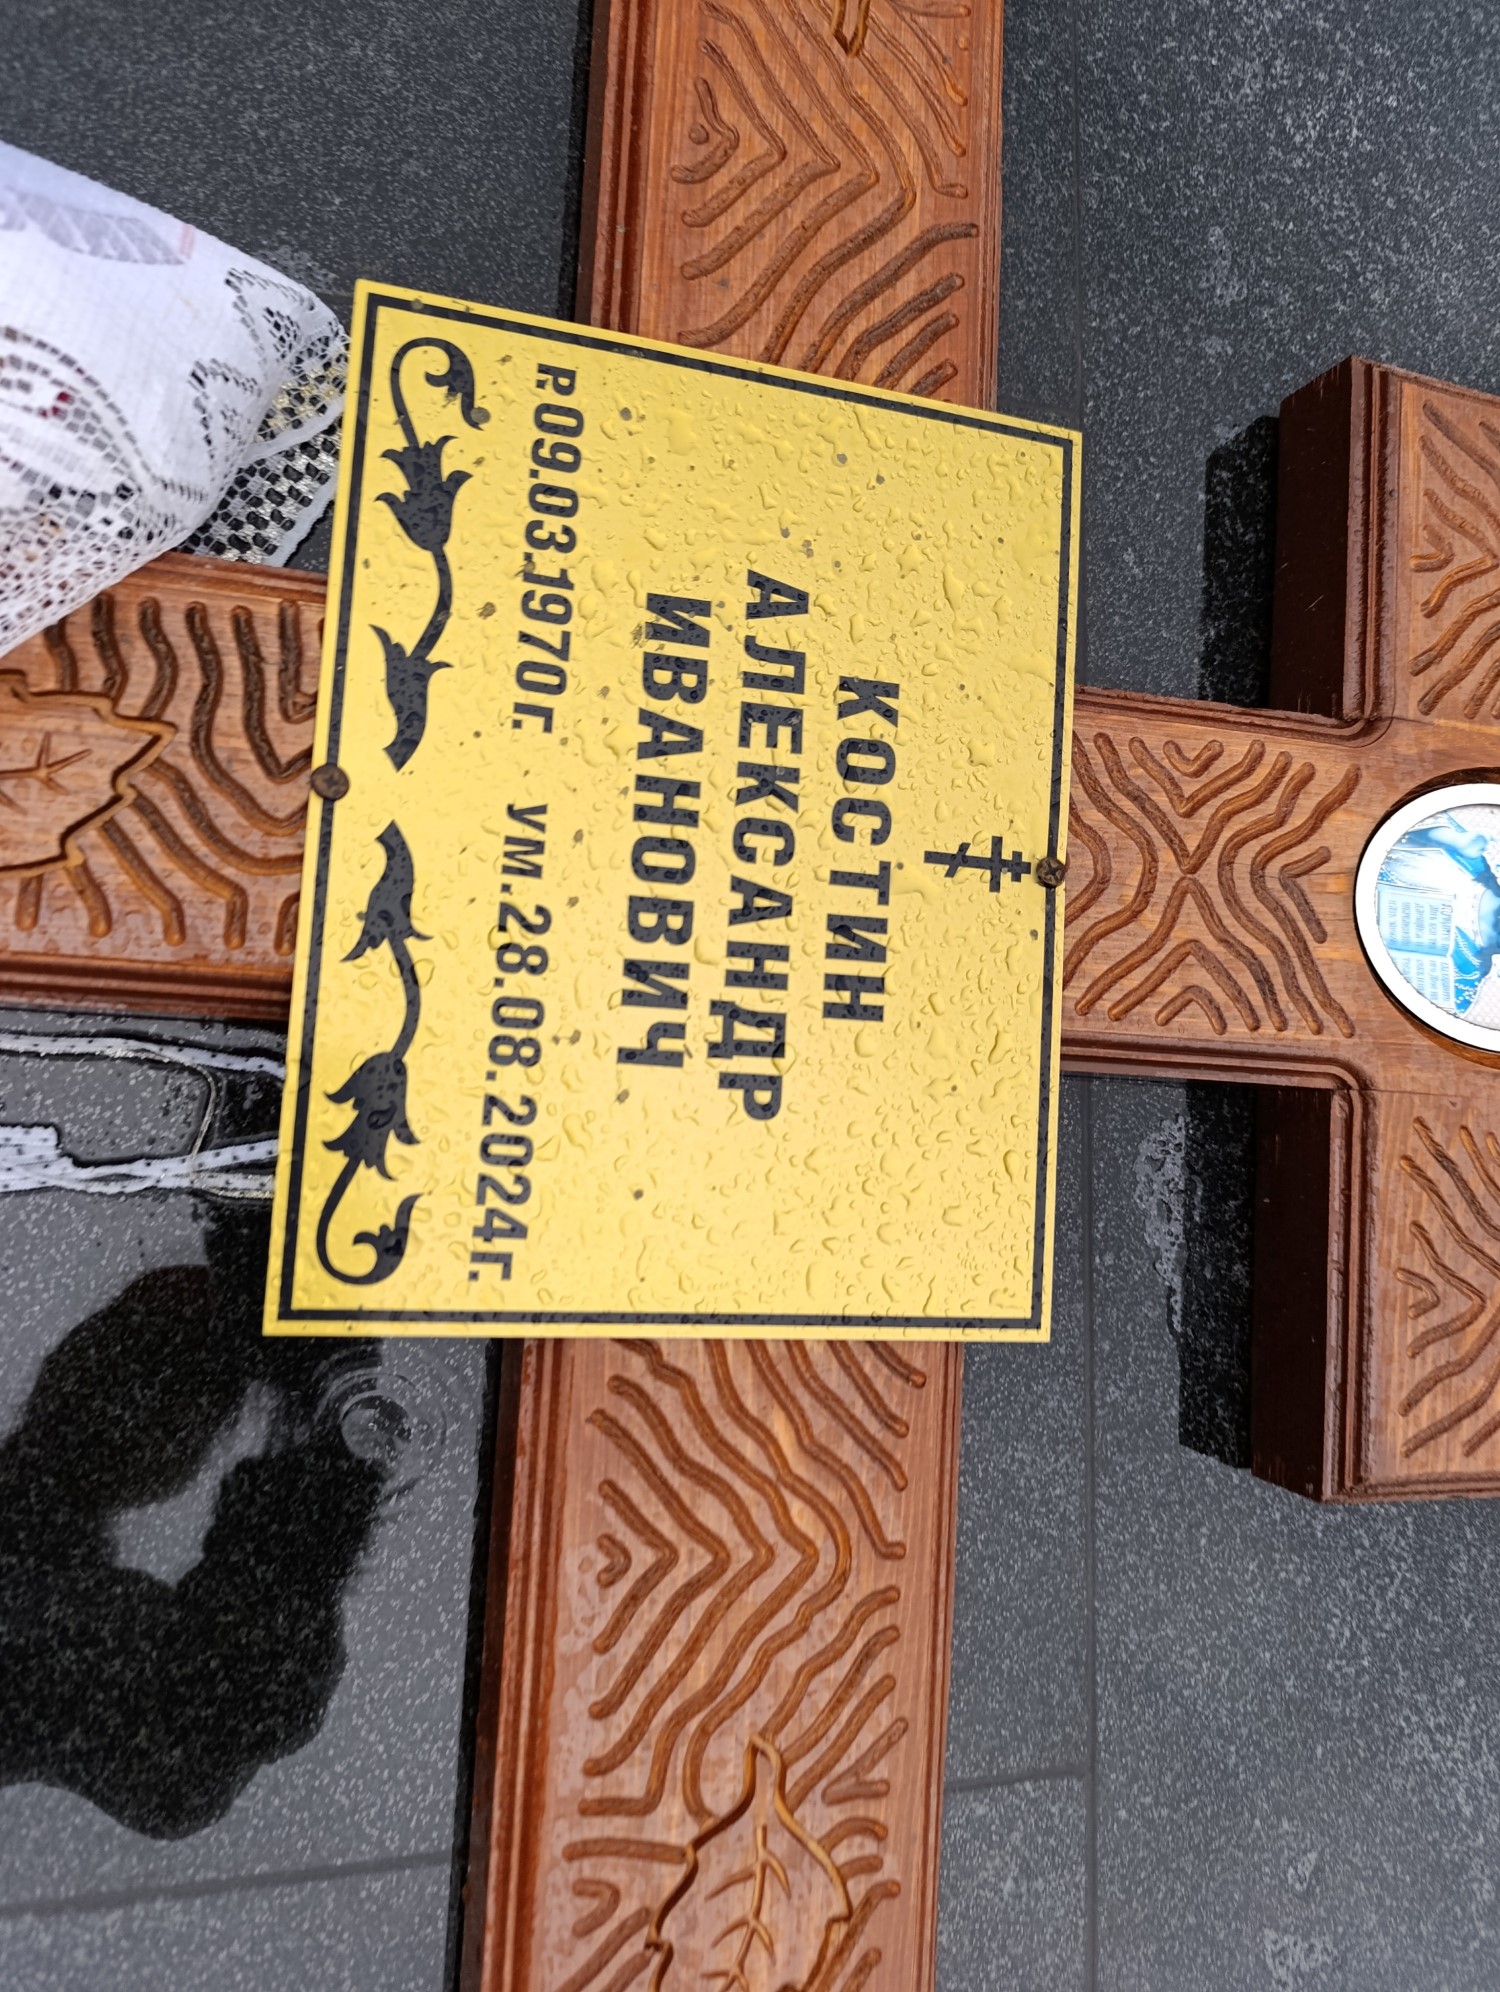 КОСТИН
АЛЕКСАНДР
ИВАНОВИЧ
Р.09.03.1970г. УМ.28.08.2024г.